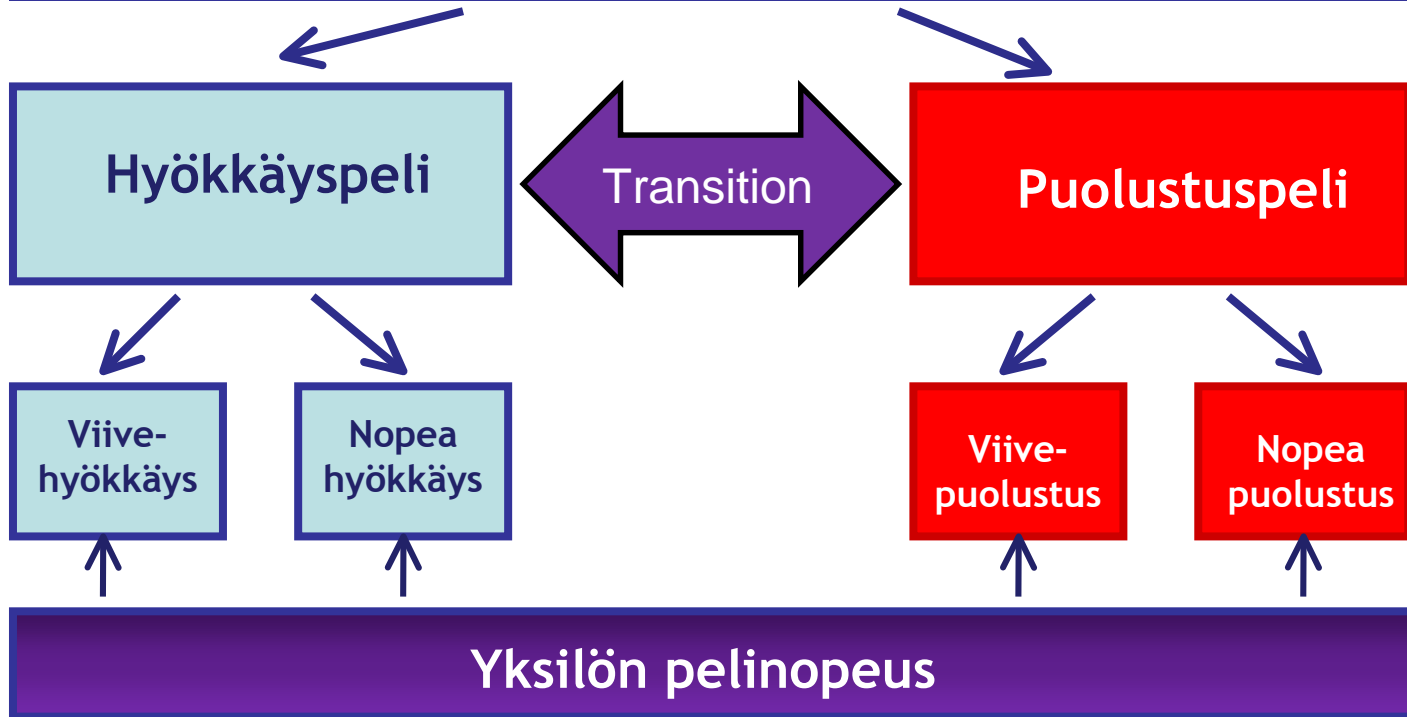 Hyökkäyspeli
Transition
Puolustuspeli
Viive-
hyökkäys
Nopea
hyökkäys
Viive-
puolustus
Nopea
puolustus
Yksilön pelinopeus